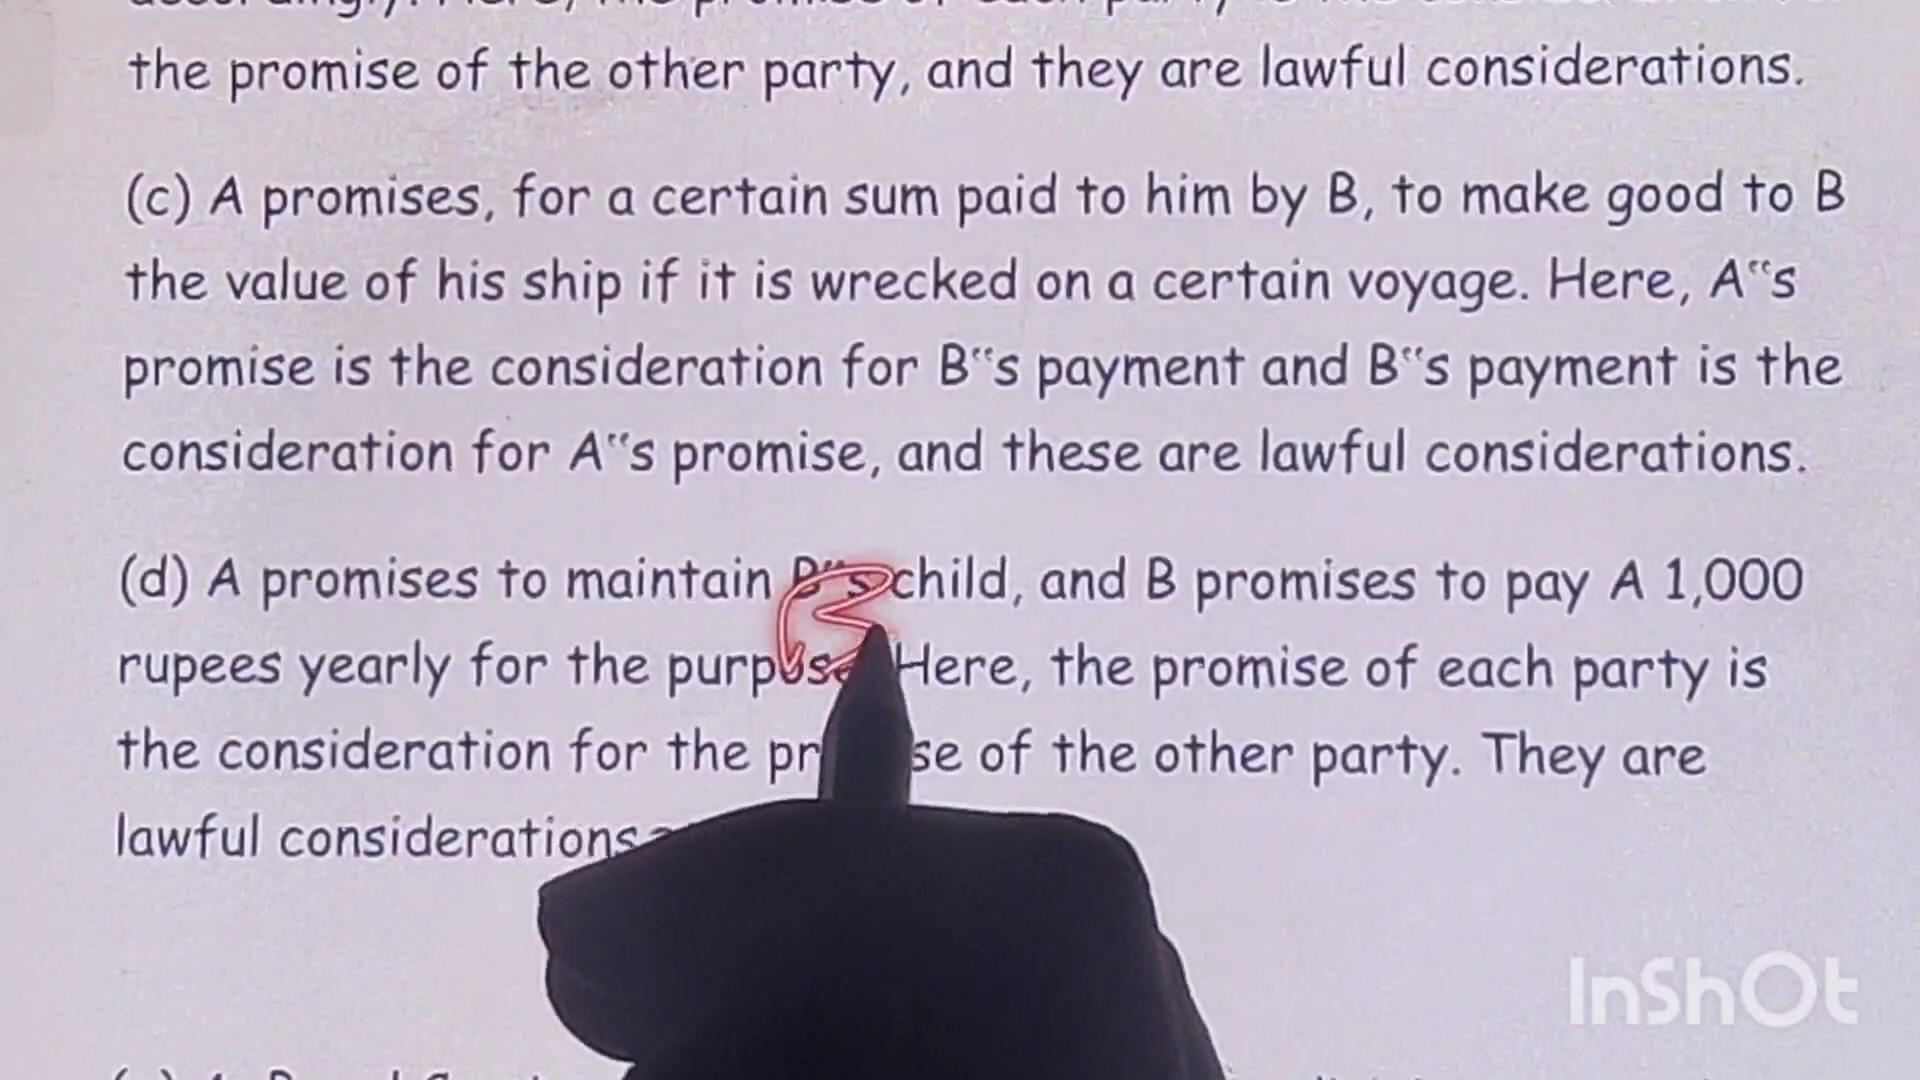 the promise of the other party, and they are lawful considerations.
(c) A promises, for a certain sum paid to him by B, to make good to B
the value of his ship if it is wrecked on a certain voyage. Here, A‟s
promise is the consideration for B‟s payment and B‟s payment is the
consideration for A‟s promise, and these are lawful considerations.
(d) A promises to maintain B‟s child, and B promises to pay A 1,000
rupees yearly for the purpose Here, the promise of each party is
the consideration for the pr se of the other party. They are
lawful considerations
InShOt